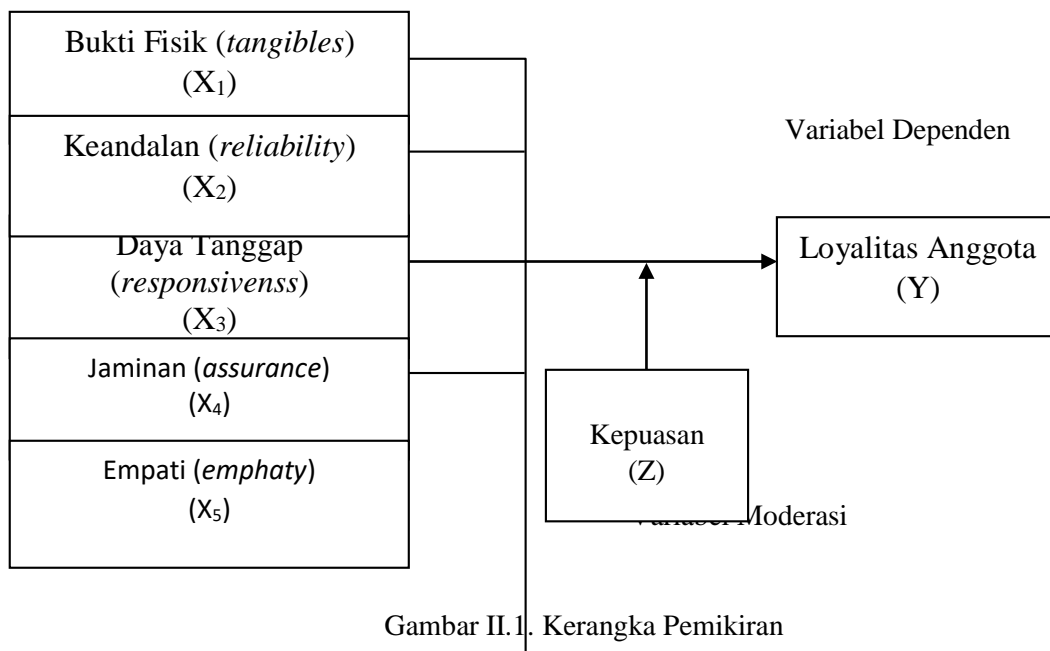 Bukti Fisik (tangibles)
(X₁)
Keandalan (reliability)
(X₂)
Daya Tanggap
(responsivenss)
(X₃)
Jaminan (assurance)
(X₄)
Empati (emphaty)
(X₅)
Variabel Dependen
Loyalitas Anggota
(Y)
Kepuasan
(Z)
Variabel Moderasi
Gambar II.1. Kerangka Pemikiran